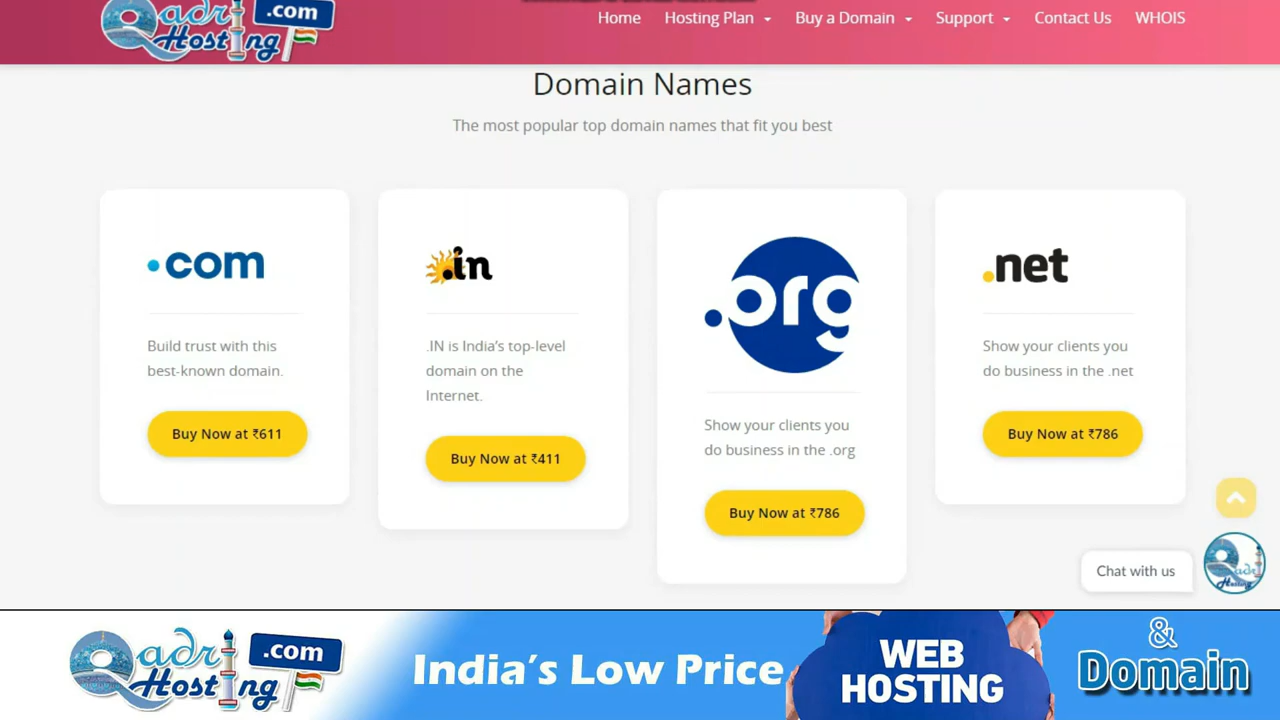 Qadri
.com
Hosting
Home
Hosting Plan
Buy a Domain
Support
Contact Us
WHOIS
Domain Names
The most popular top domain names that fit you best
.com
Build trust with this
best-known domain.
Buy Now at ₹611
.in
.IN is India's top-level
domain on the
Internet.
Buy Now at ₹411
.org
Show your clients you
do business in the .org
Buy Now at ₹786
.net
Show your clients you
do business in the .net
Buy Now at ₹786
Chat with us
Qadri
Hosting
Qadri
.com
Hosting
India's Low Price
WEB
HOSTING
&
Domain